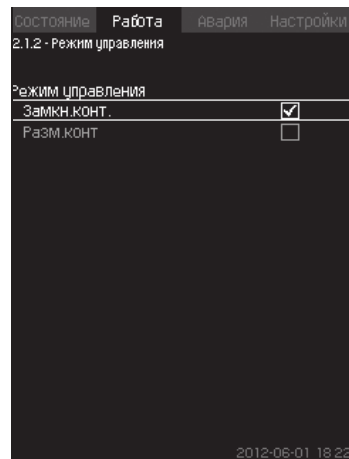 Состояние Работа Авария Настройки
2.1.2 - Режим управления
Режим управления
Замкн.конт.
Разм.конт
2012-06-01 18:22